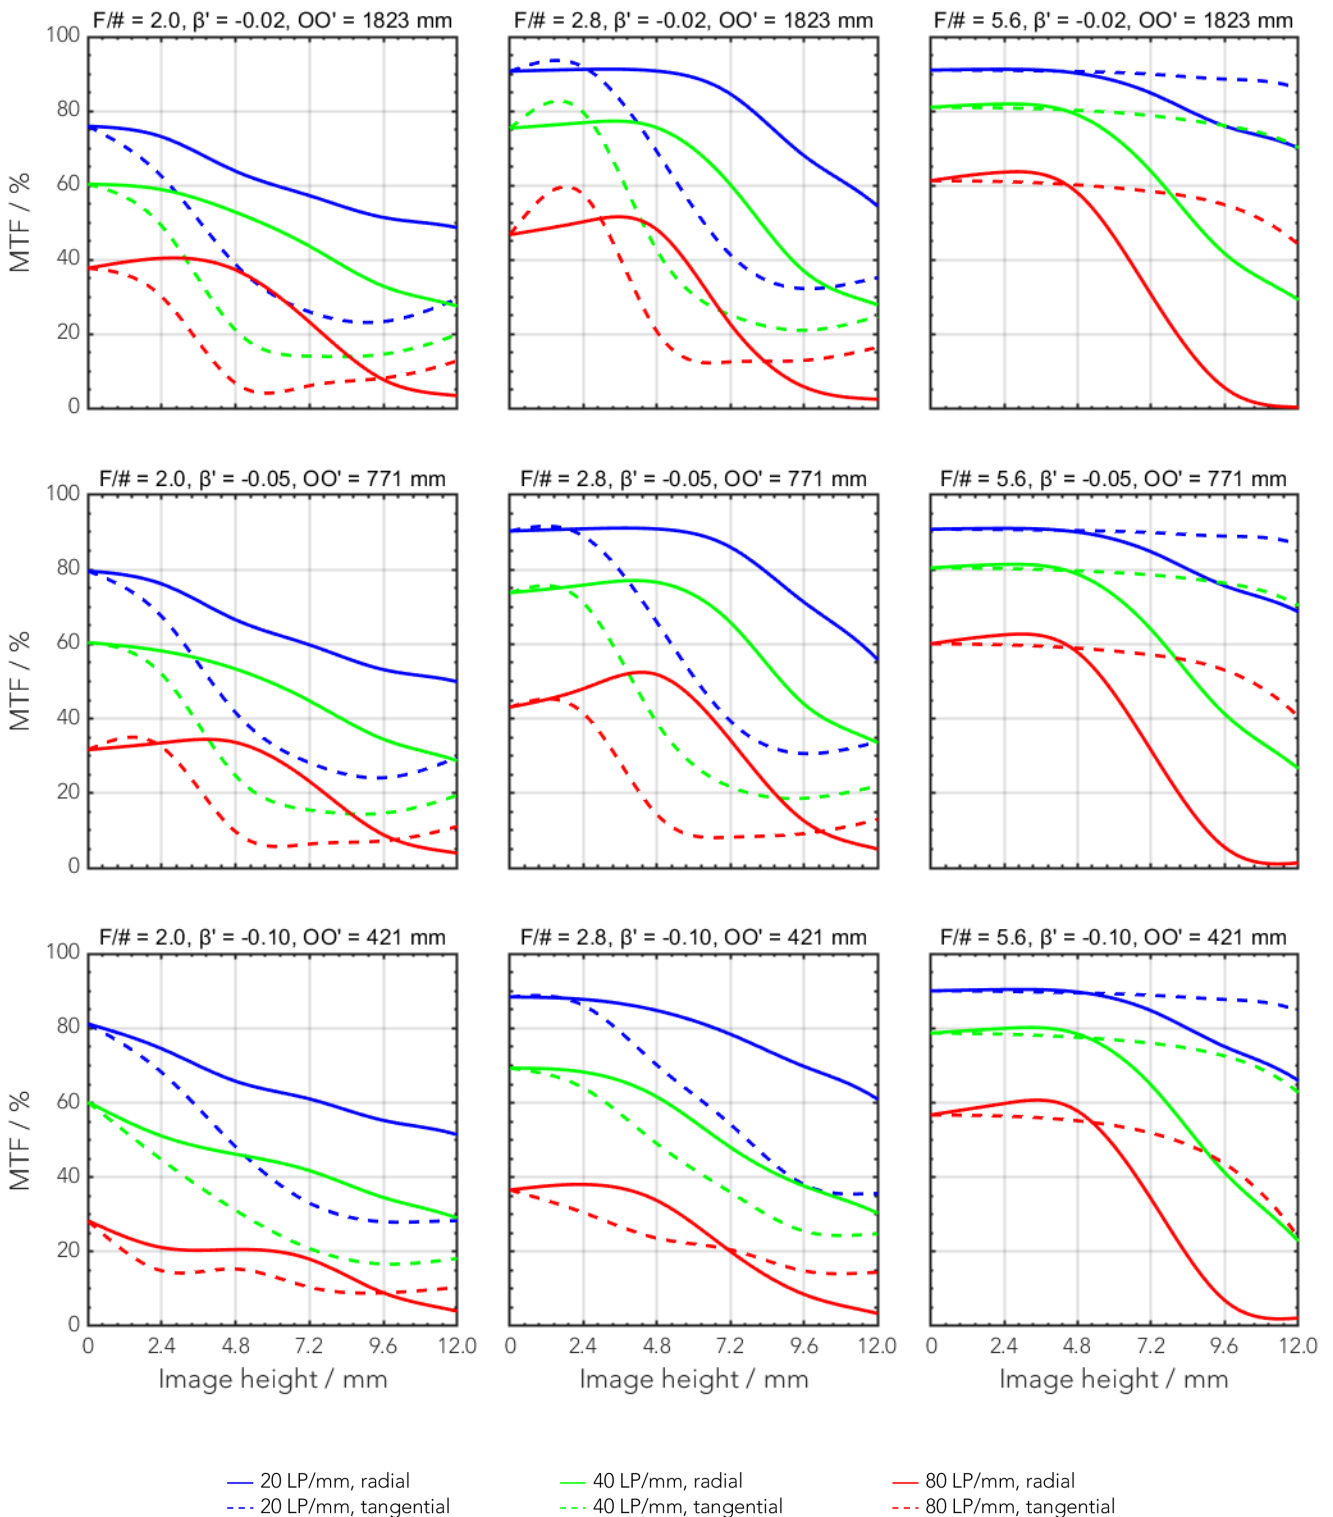 F/# = 2.0, β' = -0.02, OO' = 1823 mm
F/# = 2.8, β' = -0.02, OO' = 1823 mm
F/# = 5.6, β' = -0.02, OO' = 1823 mm
100
80
60
40
20
0
MTF / %
F/# = 2.0, β' = -0.05, OO' = 771 mm
F/# = 2.8, β' = -0.05, OO' = 771 mm
F/# = 5.6, β' = -0.05, OO' = 771 mm
100
80
60
40
20
0
MTF / %
F/# = 2.0, β' = -0.10, OO' = 421 mm
F/# = 2.8, β' = -0.10, OO' = 421 mm
F/# = 5.6, β' = -0.10, OO' = 421 mm
100
80
60
40
20
0
MTF / %
0 2.4 4.8 7.2 9.6 12.0
0 2.4 4.8 7.2 9.6 12.0
0 2.4 4.8 7.2 9.6 12.0
Image height / mm
Image height / mm
Image height / mm
20 LP/mm, radial
40 LP/mm, radial
80 LP/mm, radial
20 LP/mm, tangential
40 LP/mm, tangential
80 LP/mm, tangential